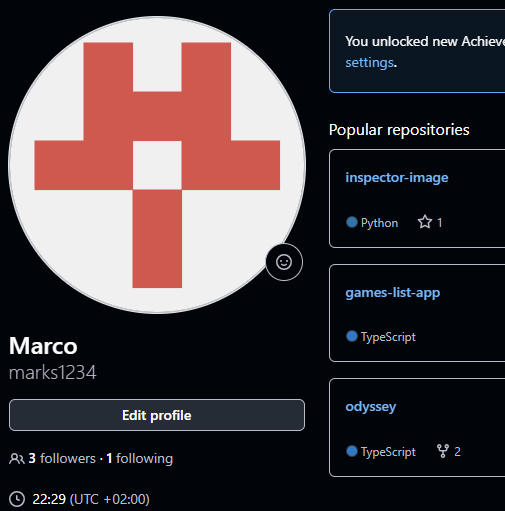 Marco
marks1234
Edit profile
3 followers · 1 following
22:29 (UTC +02:00)
You unlocked new Achieve
settings.
Popular repositories
inspector-image
Python 1
games-list-app
TypeScript
odyssey
TypeScript 2